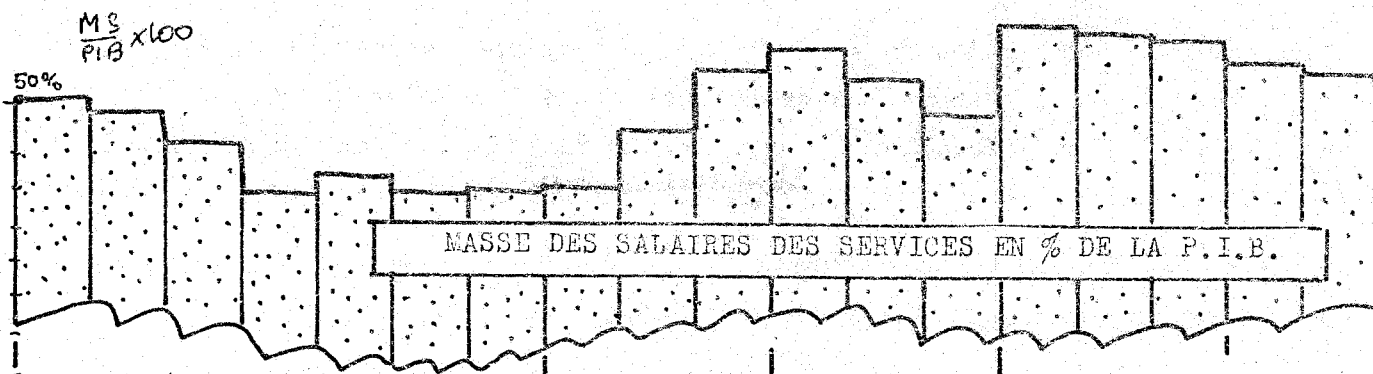 MS
PIB x100
50%
MASSE DES SALAIRES DES SERVICES EN % DE LA P.I.B.